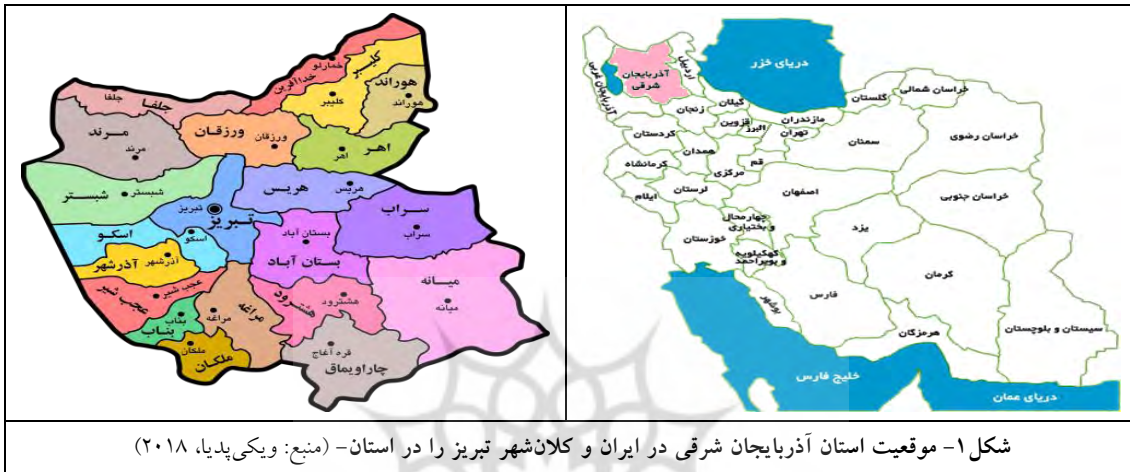 دریای خزر
آذربایجان
شرقی
آذربایجان غربی
اردبیل
گیلان
زنجان
کردستان
قزوین
البرز
مازندران
تهران
گلستان
خراسان شمالی
خراسان رضوی
سمنان
همدان
قم
مرکزی
کرمانشاه
لرستان
ایلام
اصفهان
خراسان جنوبی
چهارمحال
و بختیاری
یزد
خوزستان
کهکیلویه
و بویراحمد
کرمان
فارس
بوشهر
هرمزگان
سیستان و بلوچستان
خلیج فارس
دریای عمان
خداآفرین
خمارلو
کلیبر
کلیبر
هوراند
هوراند
جلفا
جلفا
مرند
مرند
ورزقان
ورزقان
اهر
اهر
شبستر
شبستر
هریس
هریس
تبریز
تبریز
سراب
سراب
اسکو
اسکو
بستان آباد
بستان آباد
آذرشهر
آذرشهر
میانه
میانه
عجب شیر
عجب شیر
هشترود
هشترود
مراغه
مراغه
بناب
بناب
ملکان
ملکان
قره آغاج
چاراویماق
شکل۱- موقعیت استان آذربایجان شرقی در ایران و کلان‌شهر تبریز را در استان- (منبع: ویکی‌پدیا، ۲۰۱۸)